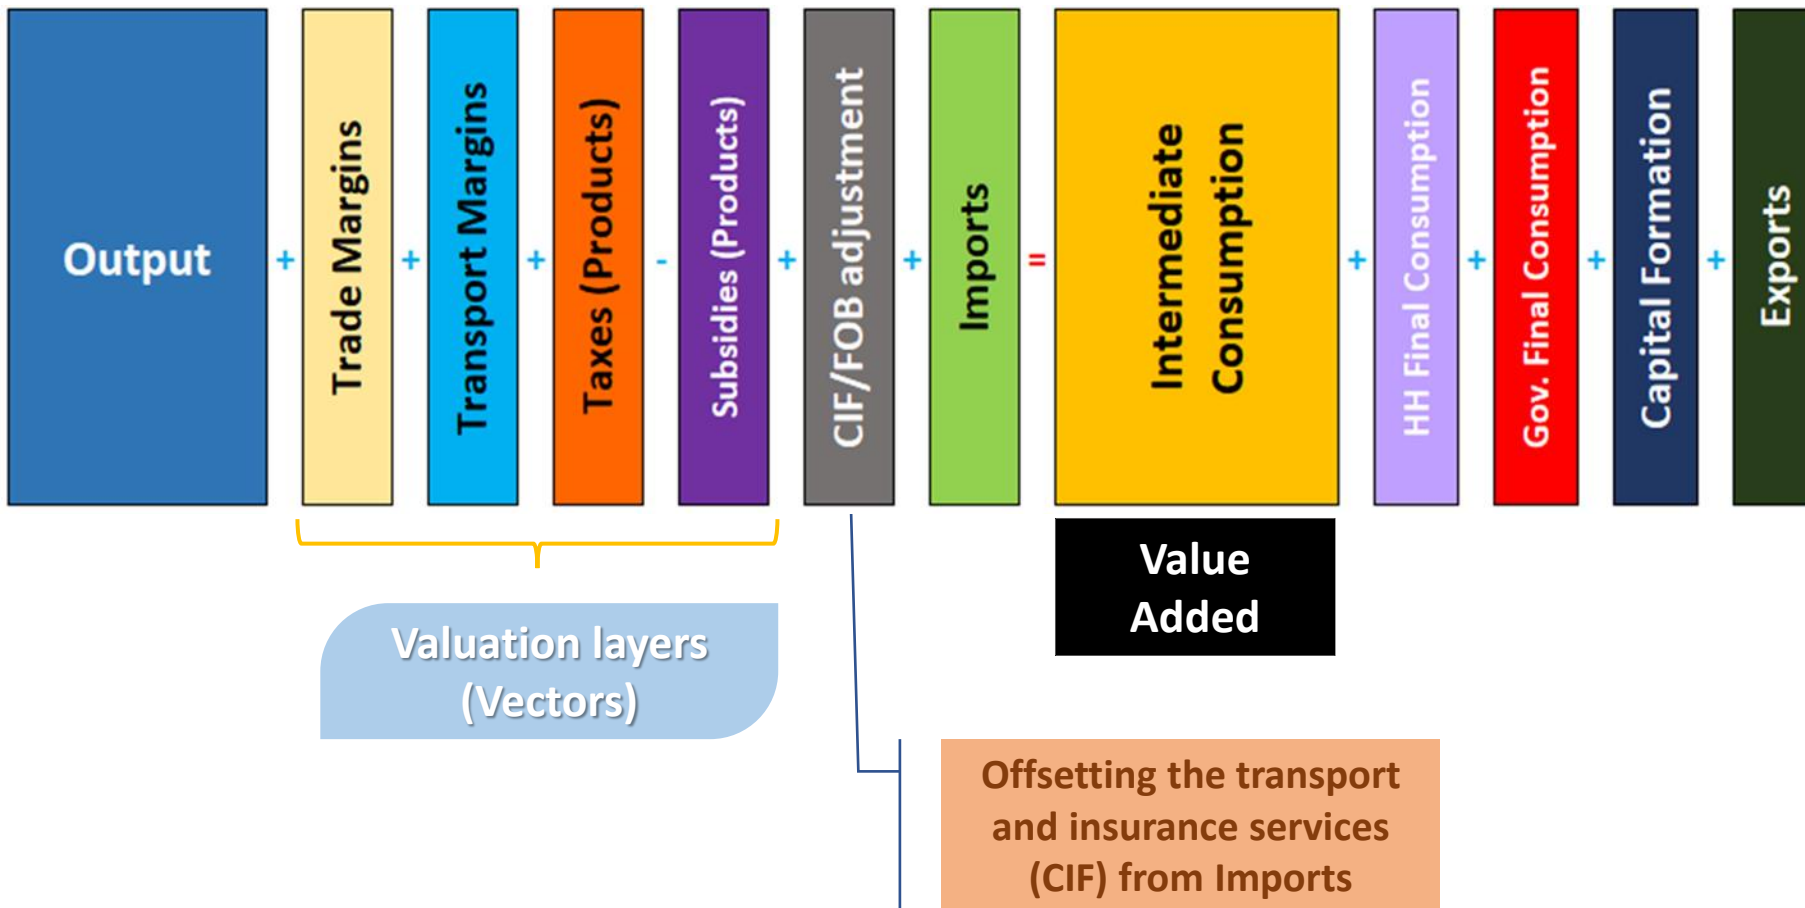 Output
+
Trade Margins
+
Transport Margins
+
Taxes (Products)
-
Subsidies (Products)
+
CIF/FOB adjustment
+
Imports
=
Intermediate
Consumption
+
HH Final Consumption
+
Gov. Final Consumption
+
Capital Formation
+
Exports
Value
Added
Valuation layers
(Vectors)
Offsetting the transport
and insurance services
(CIF) from Imports